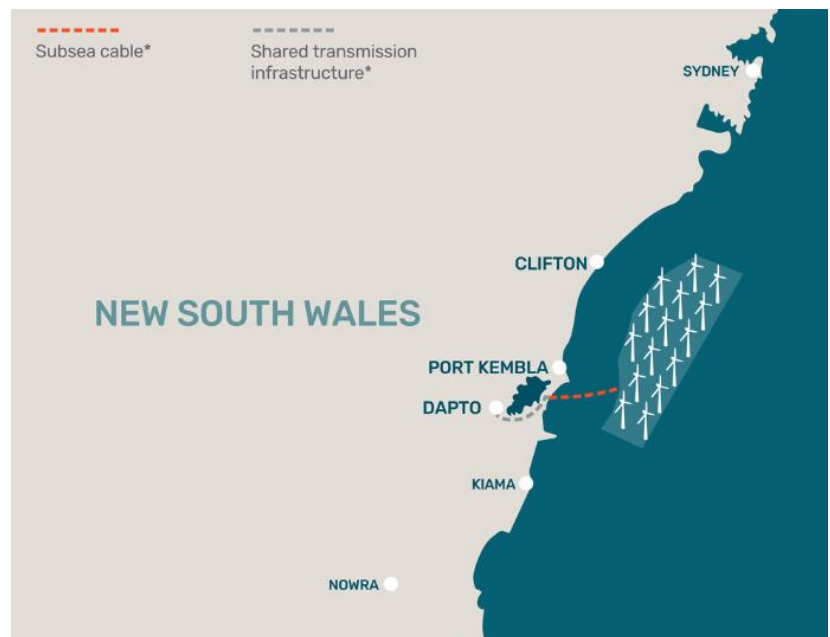 Subsea cable*
Shared transmission
infrastructure*
SYDNEY
CLIFTON
NEW SOUTH WALES
PORT KEMBLA
DAPTO
KIAMA
NOWRA